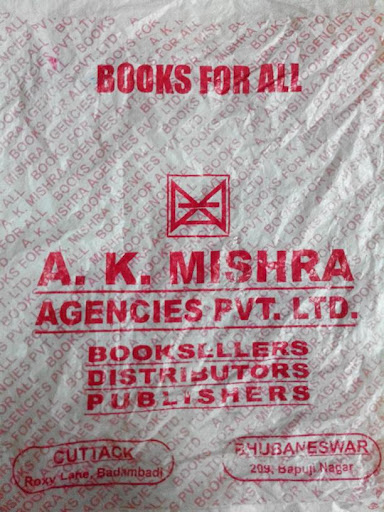 BOOKS FOR ALL
A. K. MISHRA
AGENCIES PVT. LTD.
BOOKSELLERS
DISTRIBUTORS
PUBLISHERS
CUTTACK
Roxy Lane, Badambadi
BHUBANESWAR
209, Bapuji Nagar